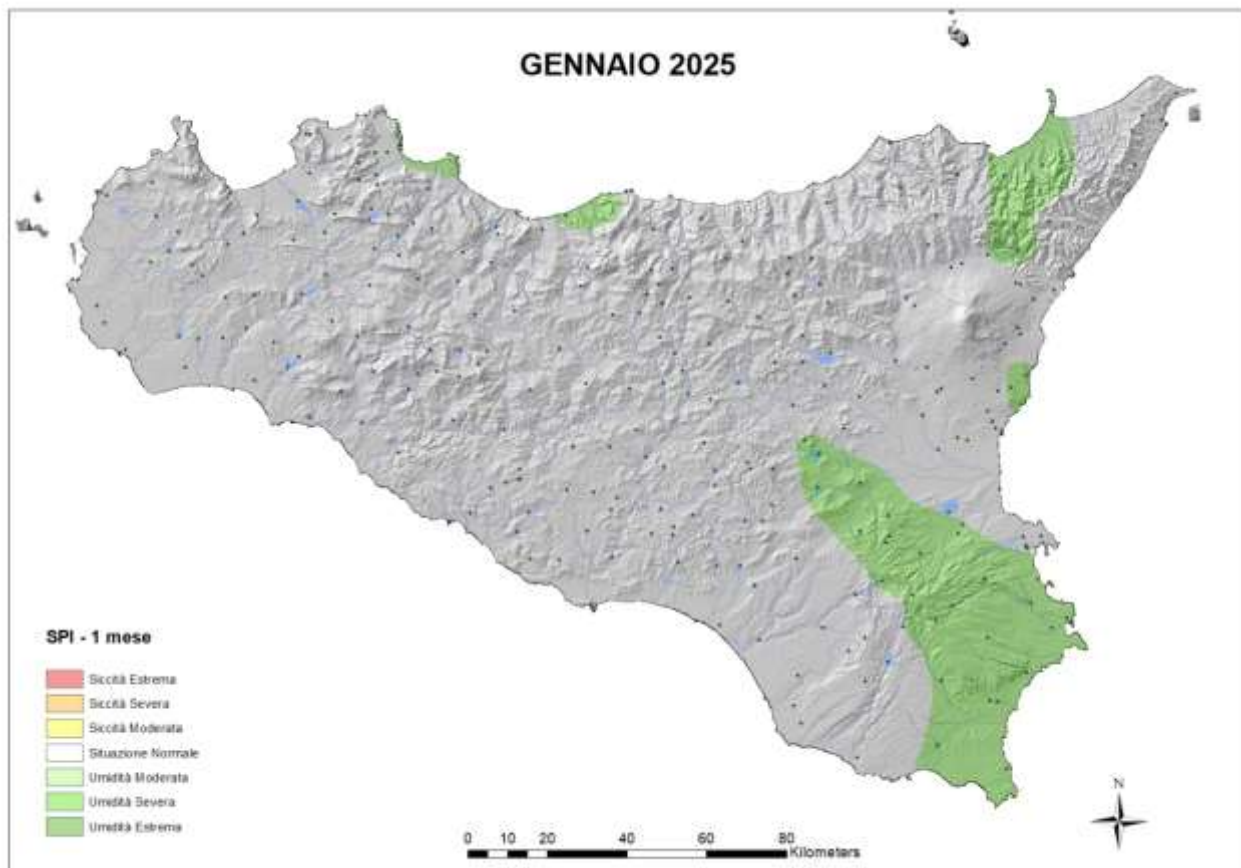 GENNAIO 2025
SPI - 1 mese
Siccità Estrema
Siccità Severa
Siccità Moderata
Situazione Normale
Umidità Moderata
Umidità Severa
Umidità Estrema
N
0 10 20 40 60 80
Kilometers